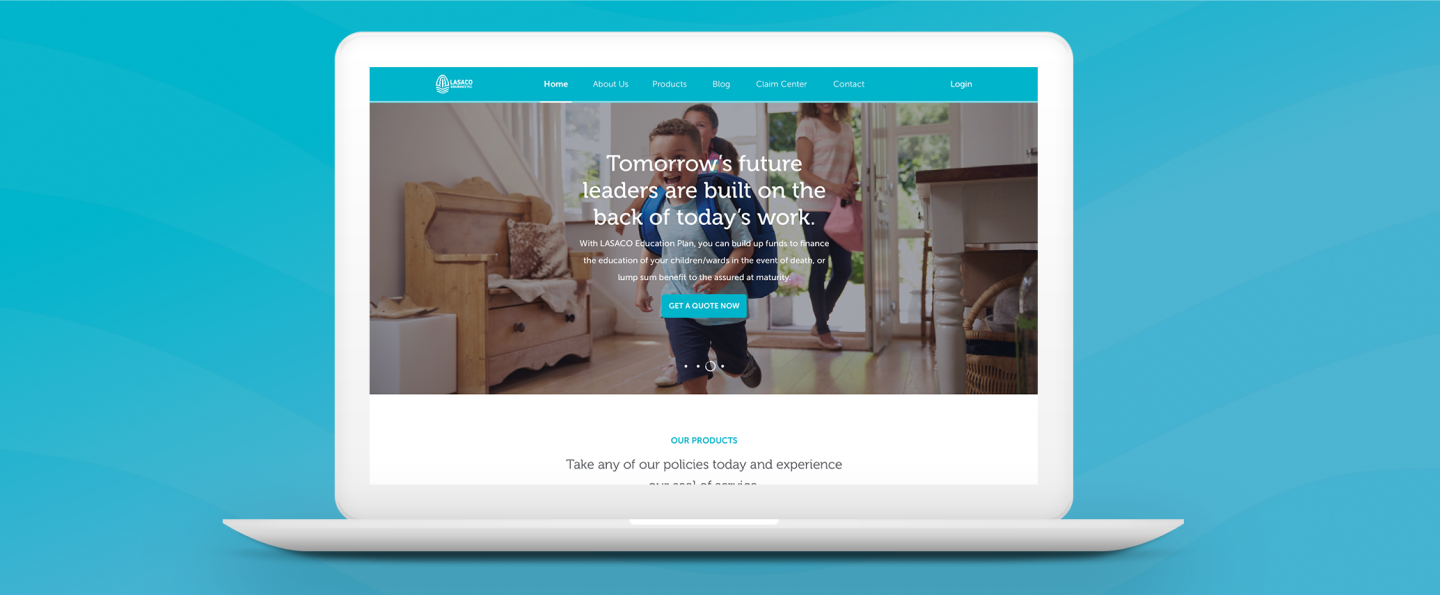 LASACO
Home
About Us
Products
Blog
Claim Center
Contact
Login
Tomorrow's future
leaders are built on the
back of today's work.
With LASACO Education Plan, you can build up funds to finance
the education of your children/wards in the event of death, or
lump sum benefit to the assured at maturity.
GET A QUOTE NOW
OUR PRODUCTS
Take any of our policies today and experience